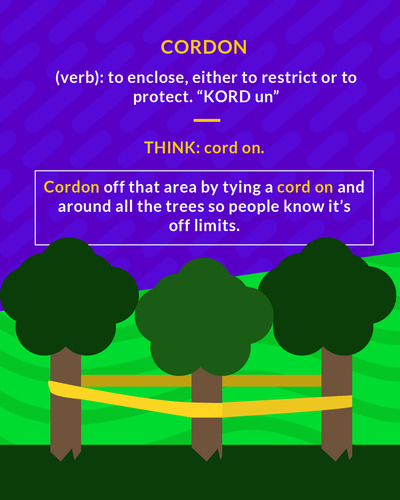 CORDON
(verb): to enclose, either to restrict or to
protect. “KORD un”
THINK: cord on.
Cordon off that area by tying a cord on and
around all the trees so people know it’s
off limits.